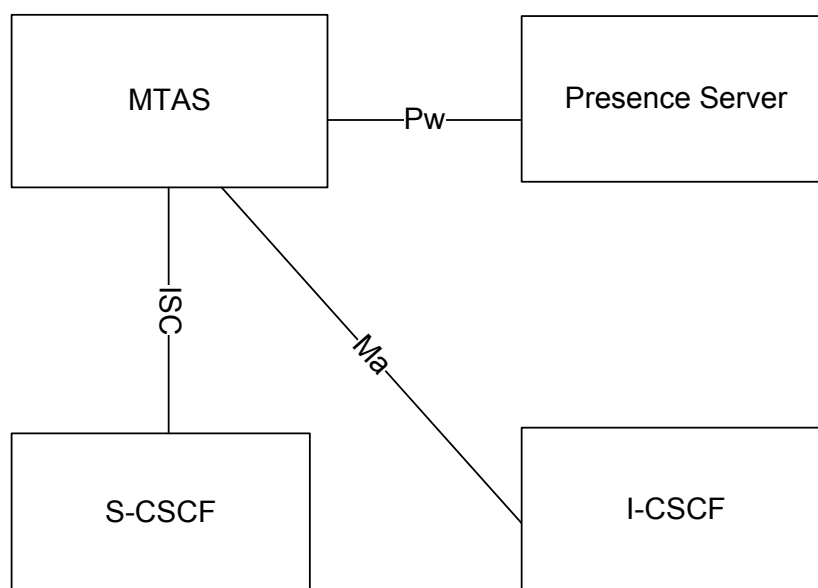 MTAS
Presence Server
Pw
ISC
Ma
S-CSCF
I-CSCF